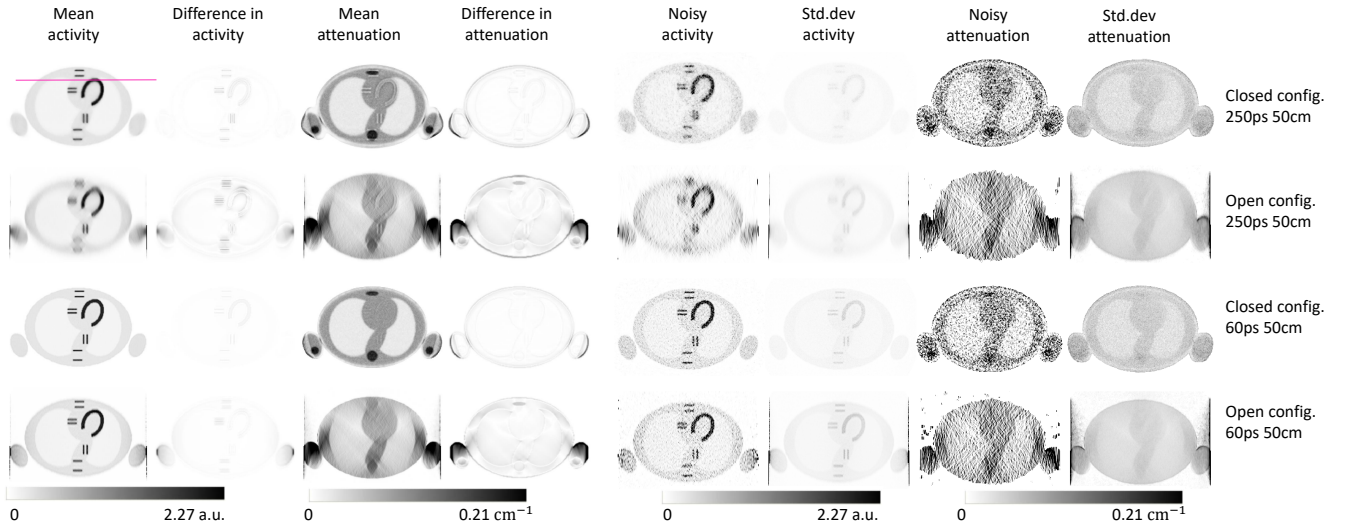 Mean
activity
Difference in
activity
Mean
attenuation
Difference in
attenuation
Noisy
activity
Std.dev
activity
Noisy
attenuation
Std.dev
attenuation
Closed config.
250ps 50cm
Open config.
250ps 50cm
Closed config.
60ps 50cm
Open config.
60ps 50cm
0 2.27 a.u. 0 0.21 cm⁻¹ 0 2.27 a.u. 0 0.21 cm⁻¹